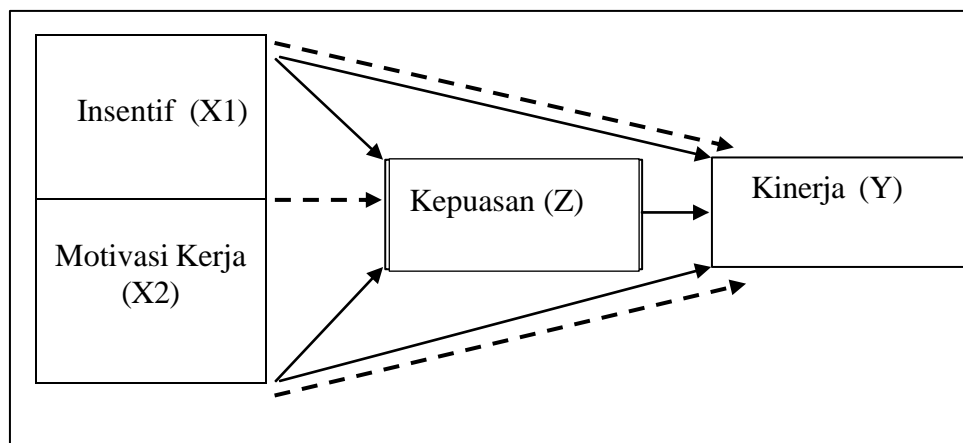 Insentif (X1)
Motivasi Kerja
(X2)
Kepuasan (Z)
Kinerja (Y)